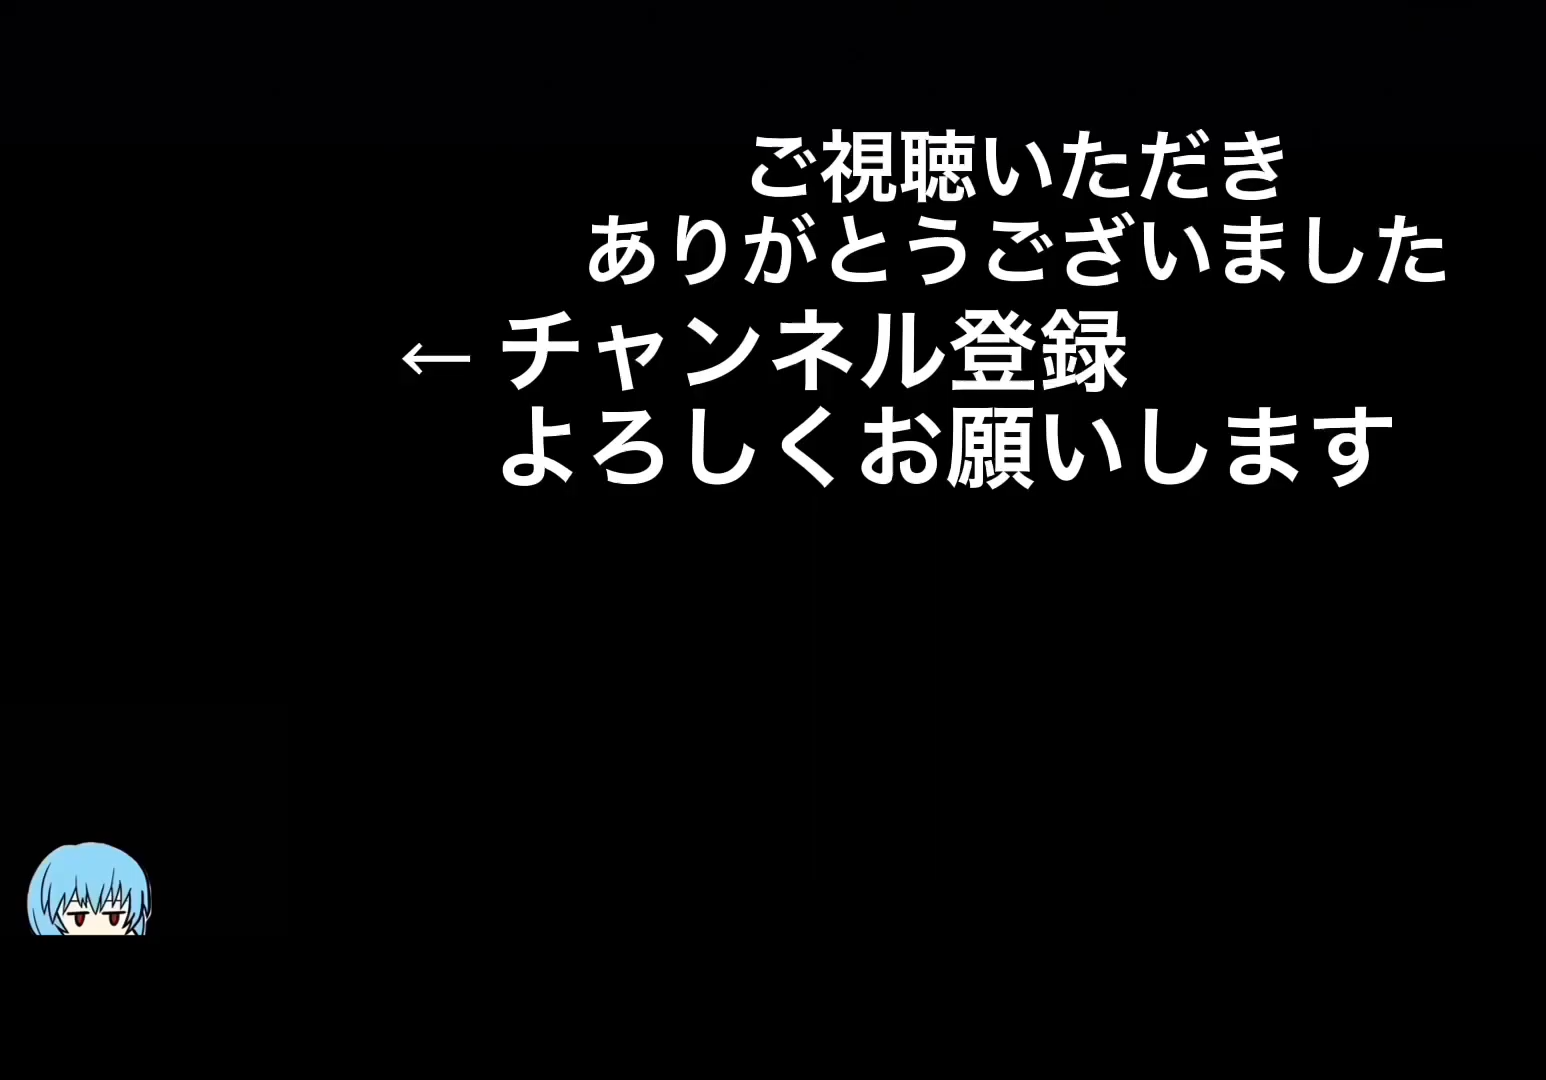 ご視聴いただき
ありがとうございました
← チャンネル登録
よろしくお願いします